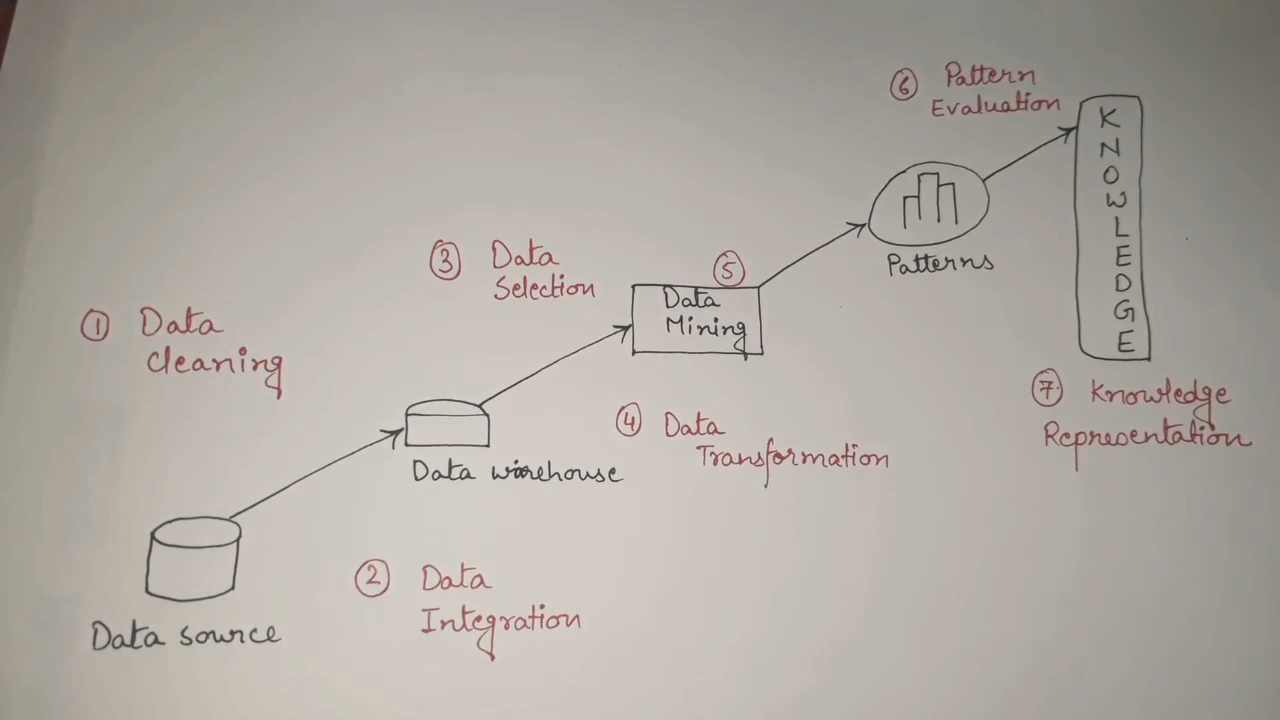 ⑥ Pattern
Evaluation
K
N
O
W
L
E
D
G
E
Patterns
③ Data
Selection
⑤
Data
Mining
① Data
cleaning
⑦ Knowledge
Representation
④ Data
Transformation
Data warehouse
② Data
Integration
Data source